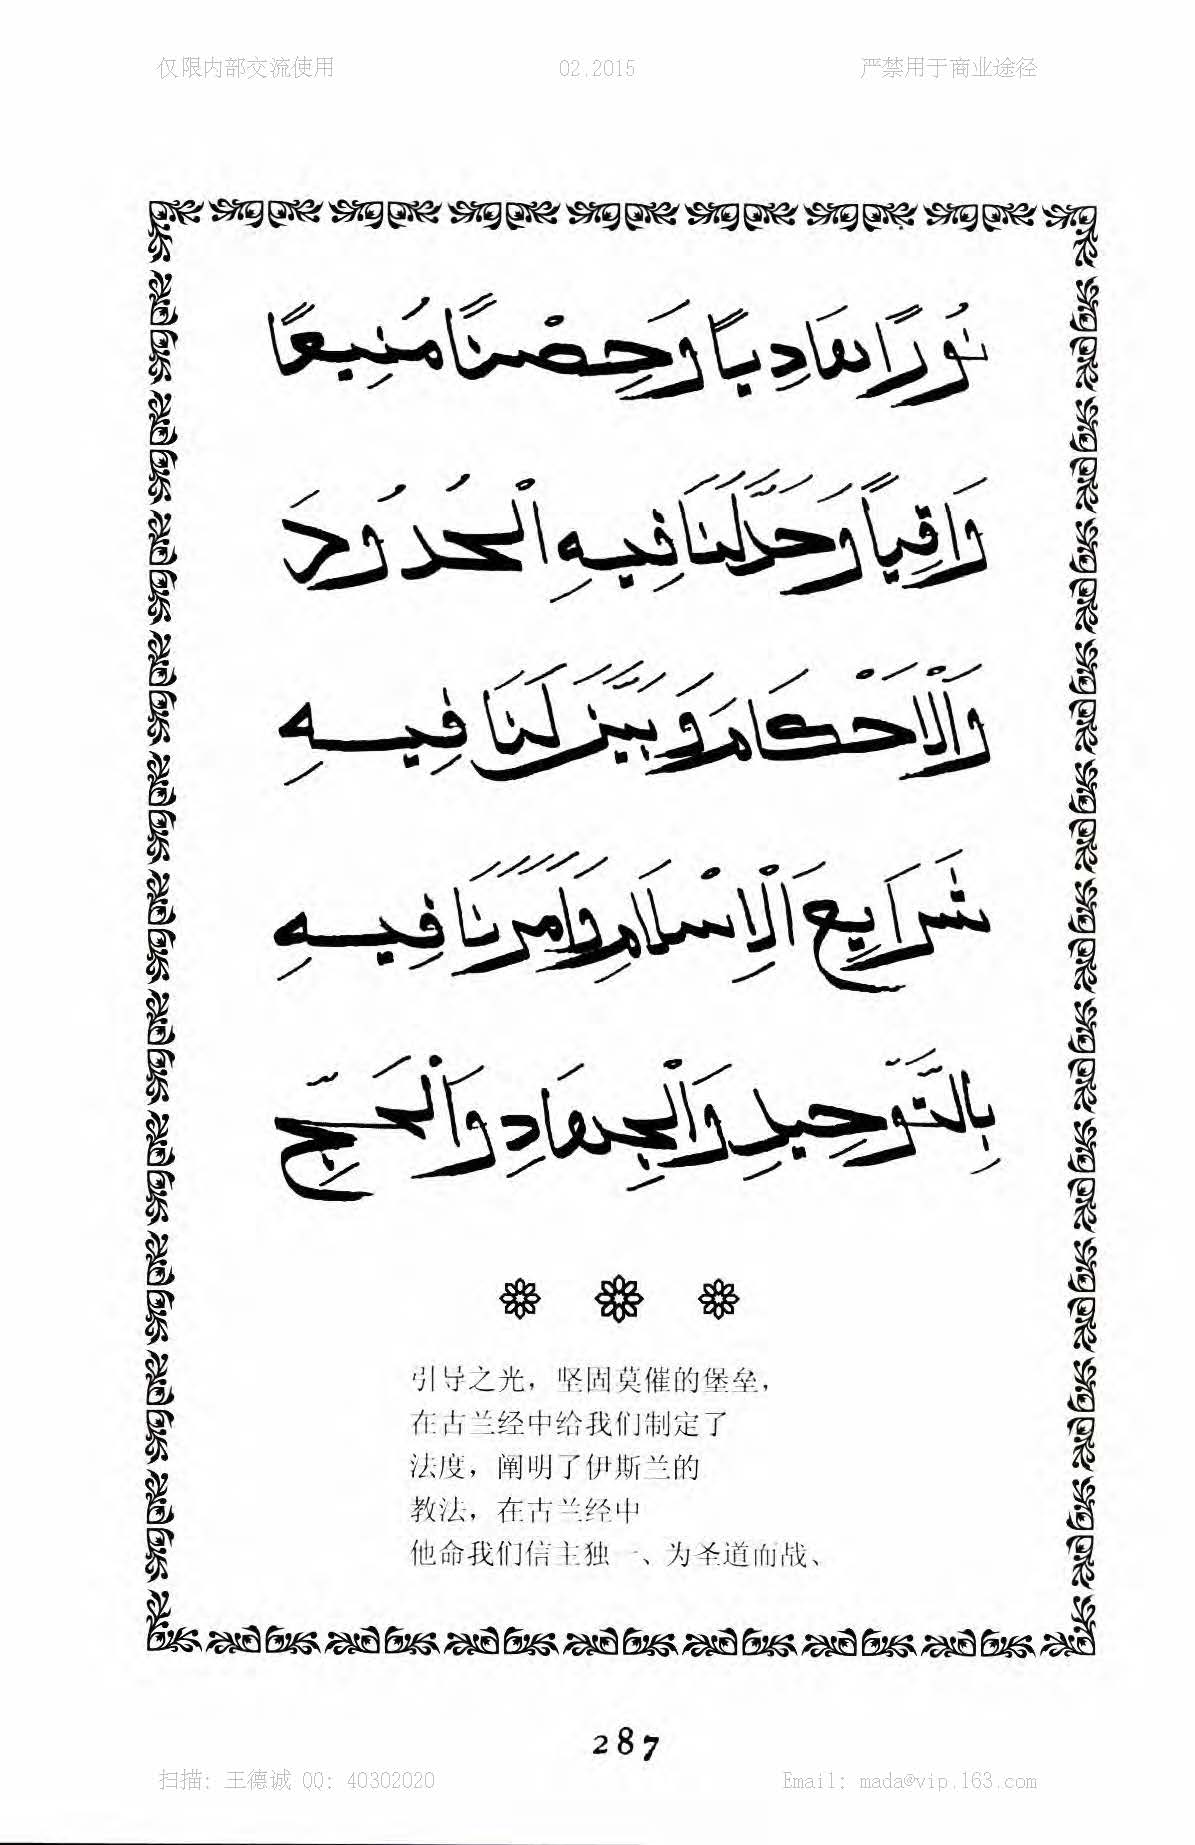 仅限内部交流使用 02.2015 严禁用于商业途径
نُورًا هَادِيًا وَحِصْنًا مُنِيعًا
وَاقِيًا وَحَدَّلَنَا فِيهِ الْحُدُودَ
وَالْاَحْكَامَ وَبَيَّنَ لَنَا فِيهِ
شَرَايِعَ الْاِسْلَامِ وَاَمَرَنَا فِيهِ
بِالتَّوْحِيدِ وَالْجِهَادِ وَالْحَجِّ
引导之光，坚固莫催的堡垒，
在古兰经中给我们制定了
法度，阐明了伊斯兰的
教法，在古兰经中
他命我们信主独一、为圣道而战、
287
扫描: 王德诚 QQ: 40302020 Email: mada@vip.163.com